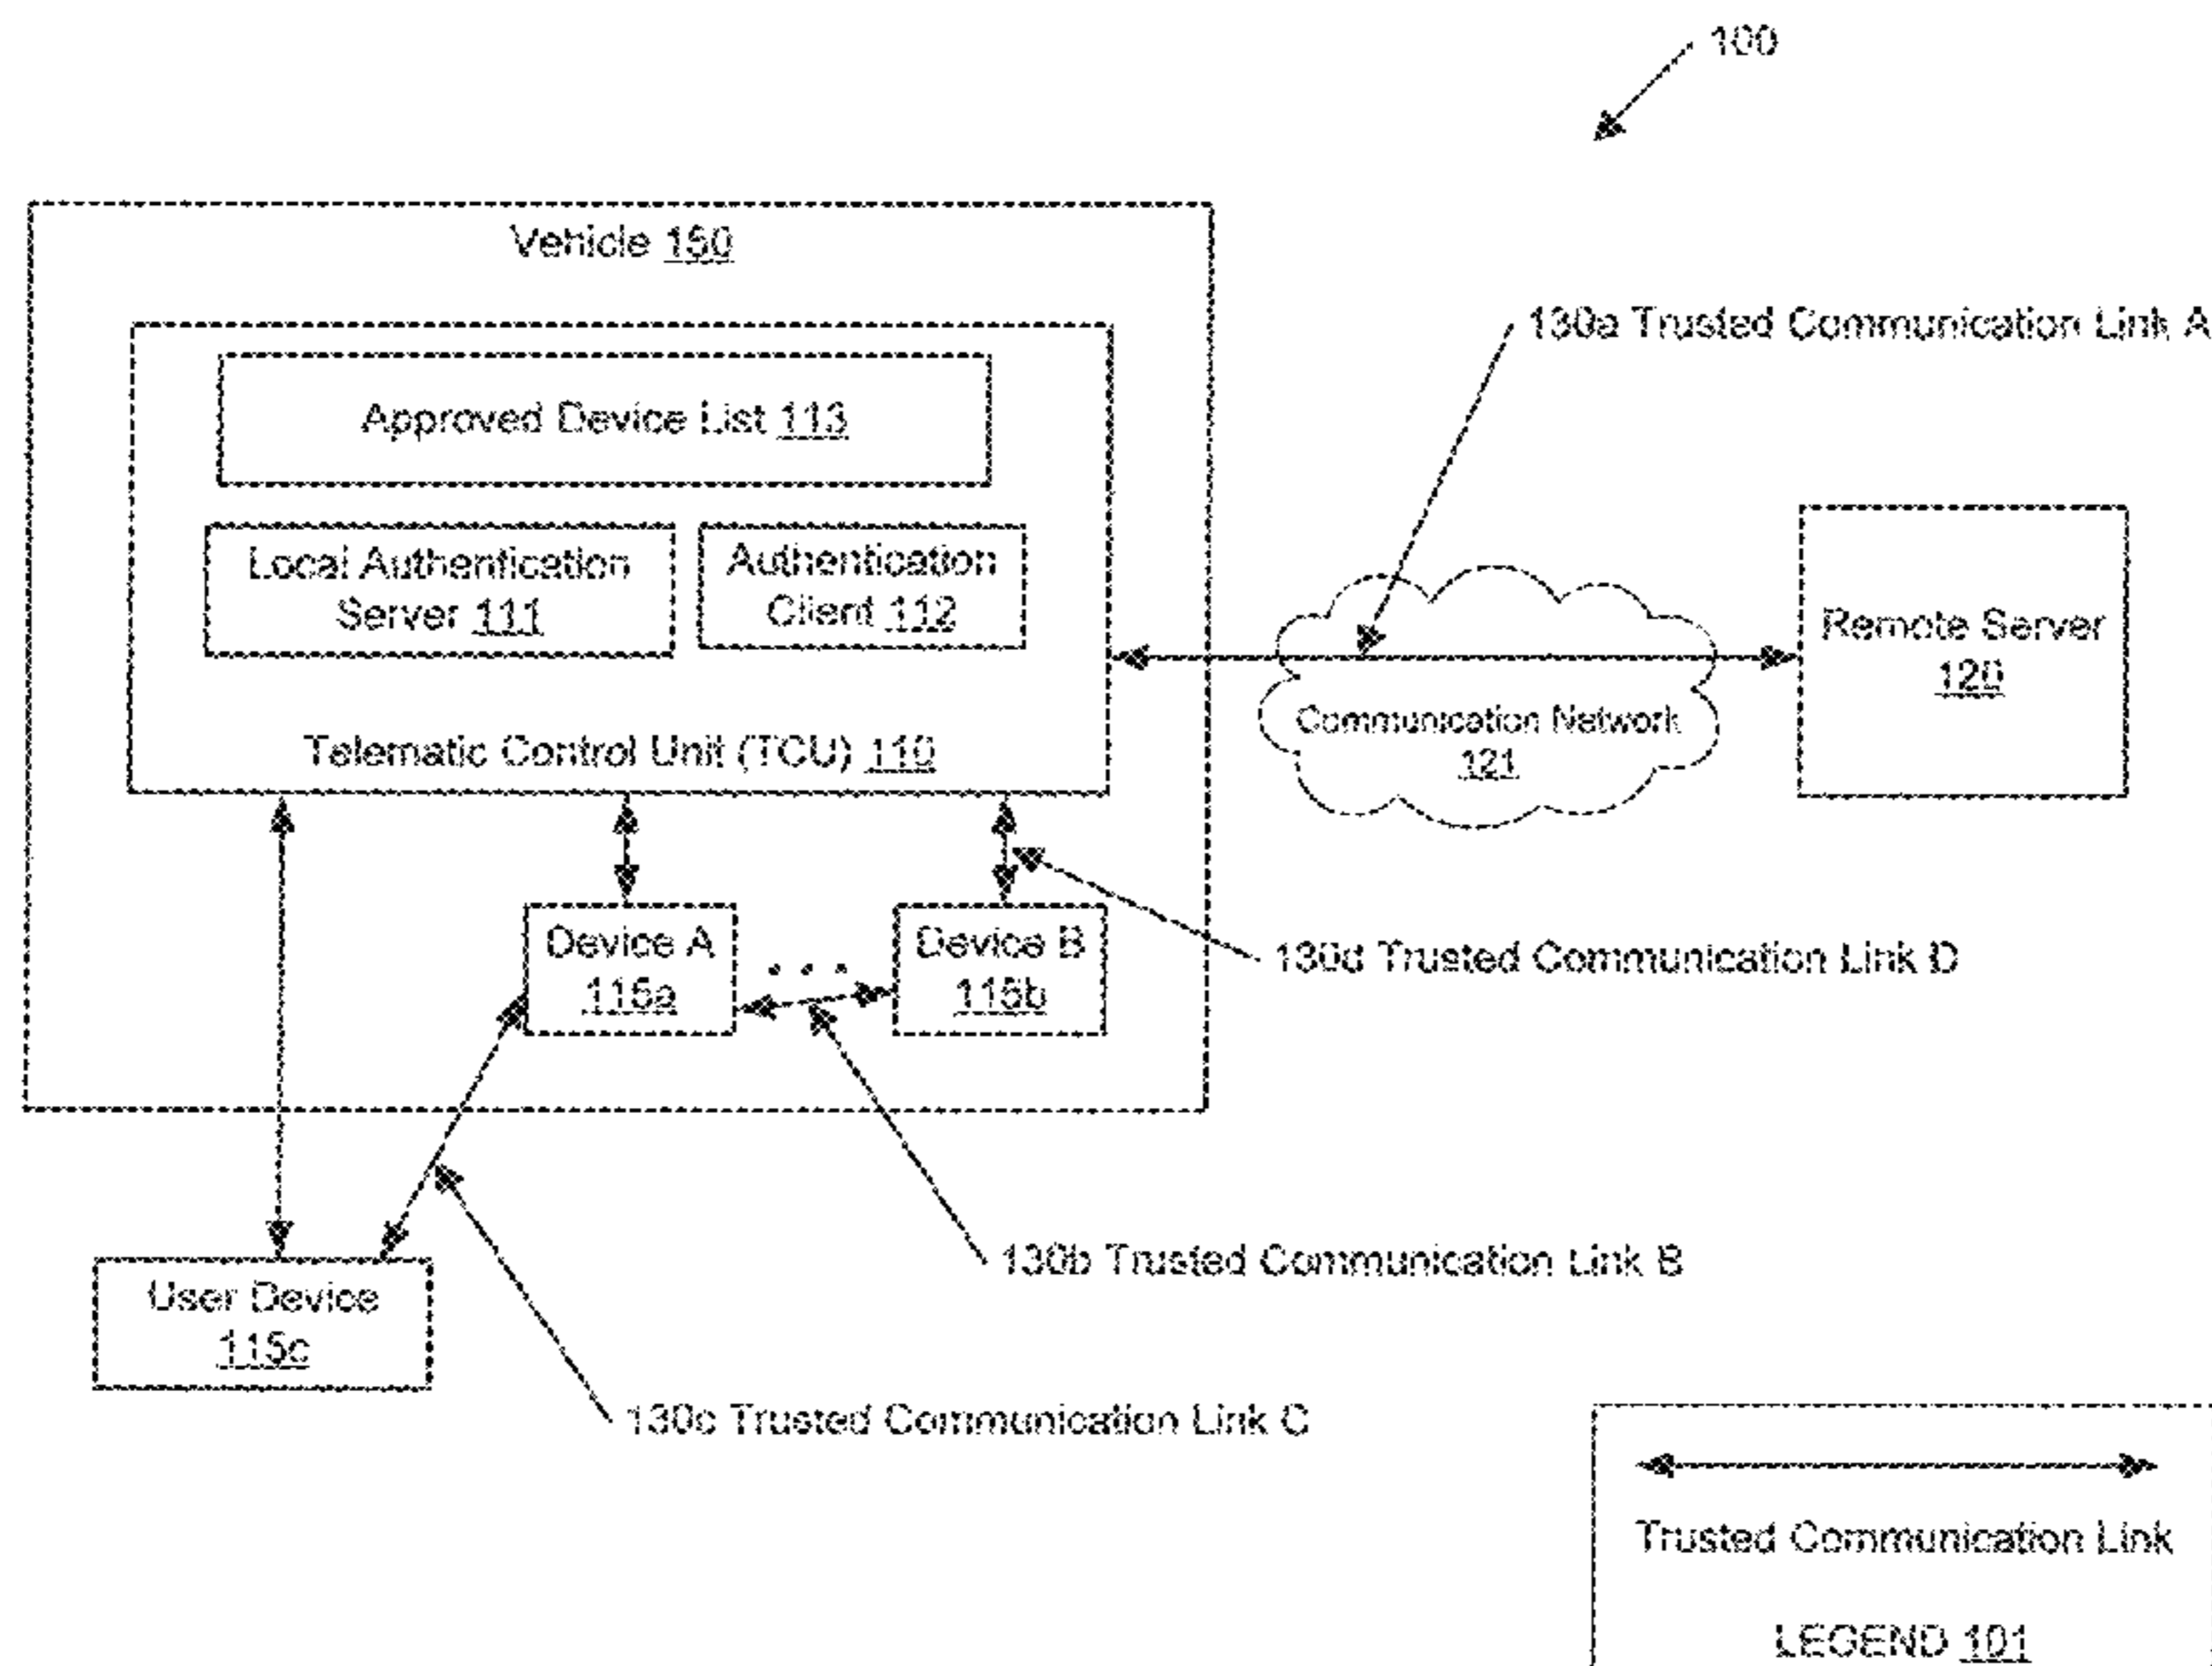 100
Vehicle 150
130a Trusted Communication Link A
Approved Device List 113
Local Authentication
Server 111
Authentication
Client 112
Remote Server
120
Communication Network
121
Telematic Control Unit (TCU) 110
Device A
115a
. . .
Device B
115b
130d Trusted Communication Link D
130b Trusted Communication Link B
User Device
115c
130c Trusted Communication Link C
Trusted Communication Link
LEGEND 101